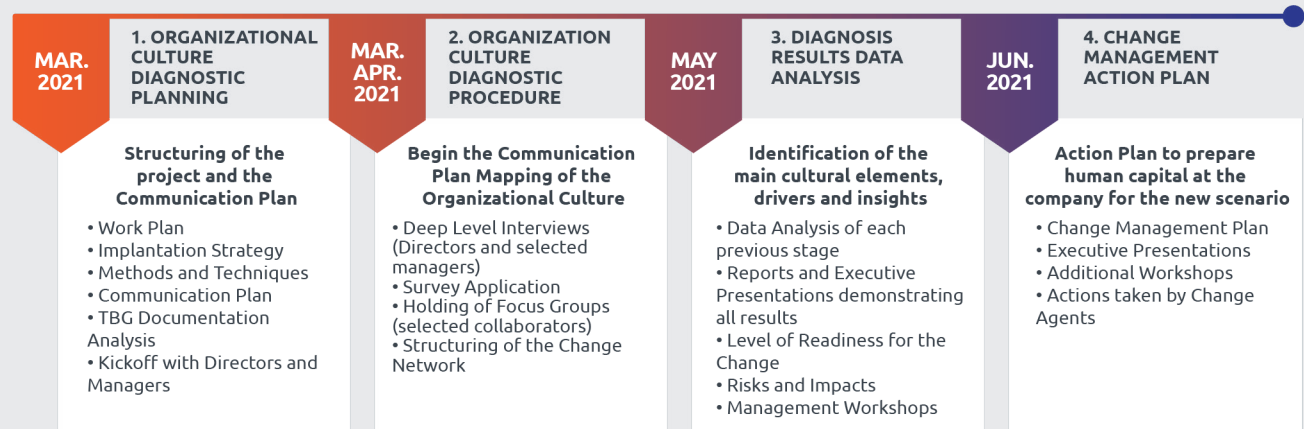 MAR.
2021
1. ORGANIZATIONAL
CULTURE
DIAGNOSTIC
PLANNING
Structuring of the
project and the
Communication Plan
• Work Plan
• Implantation Strategy
• Methods and Techniques
• Communication Plan
• TBG Documentation
Analysis
• Kickoff with Directors and
Managers
MAR.
APR.
2021
2. ORGANIZATION
CULTURE
DIAGNOSTIC
PROCEDURE
Begin the Communication
Plan Mapping of the
Organizational Culture
• Deep Level Interviews
(Directors and selected
managers)
• Survey Application
• Holding of Focus Groups
(selected collaborators)
• Structuring of the Change
Network
MAY
2021
3. DIAGNOSIS
RESULTS DATA
ANALYSIS
Identification of the
main cultural elements,
drivers and insights
• Data Analysis of each
previous stage
• Reports and Executive
Presentations demonstrating
all results
• Level of Readiness for the
Change
• Risks and Impacts
• Management Workshops
JUN.
2021
4. CHANGE
MANAGEMENT
ACTION PLAN
Action Plan to prepare
human capital at the
company for the new scenario
• Change Management Plan
• Executive Presentations
• Additional Workshops
• Actions taken by Change
Agents